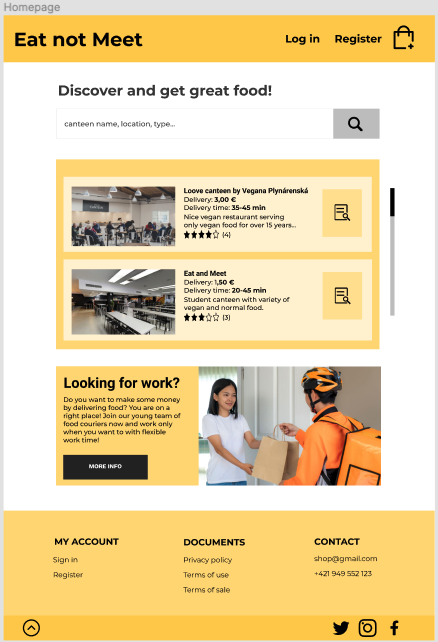 Homepage
Eat not Meet
Log in
Register
Discover and get great food!
canteen name, location, type...
Loove canteen by Vegana Plynárenská
Delivery: 3,00 €
Delivery time: 35-45 min
Nice vegan restaurant serving
only vegan food for over 15 years...
(4)
Eat and Meet
Delivery: 1,50 €
Delivery time: 20-45 min
Student canteen with variety of
vegan and normal food.
(3)
Looking for work?
Do you want to make some money
by delivering food? You are on a
right place! Join our young team of
food couriers now and work only
when you want to with flexible
work time!
MORE INFO
MY ACCOUNT
Sign in
Register
DOCUMENTS
Privacy policy
Terms of use
Terms of sale
CONTACT
shop@gmail.com
+421 949 552 123